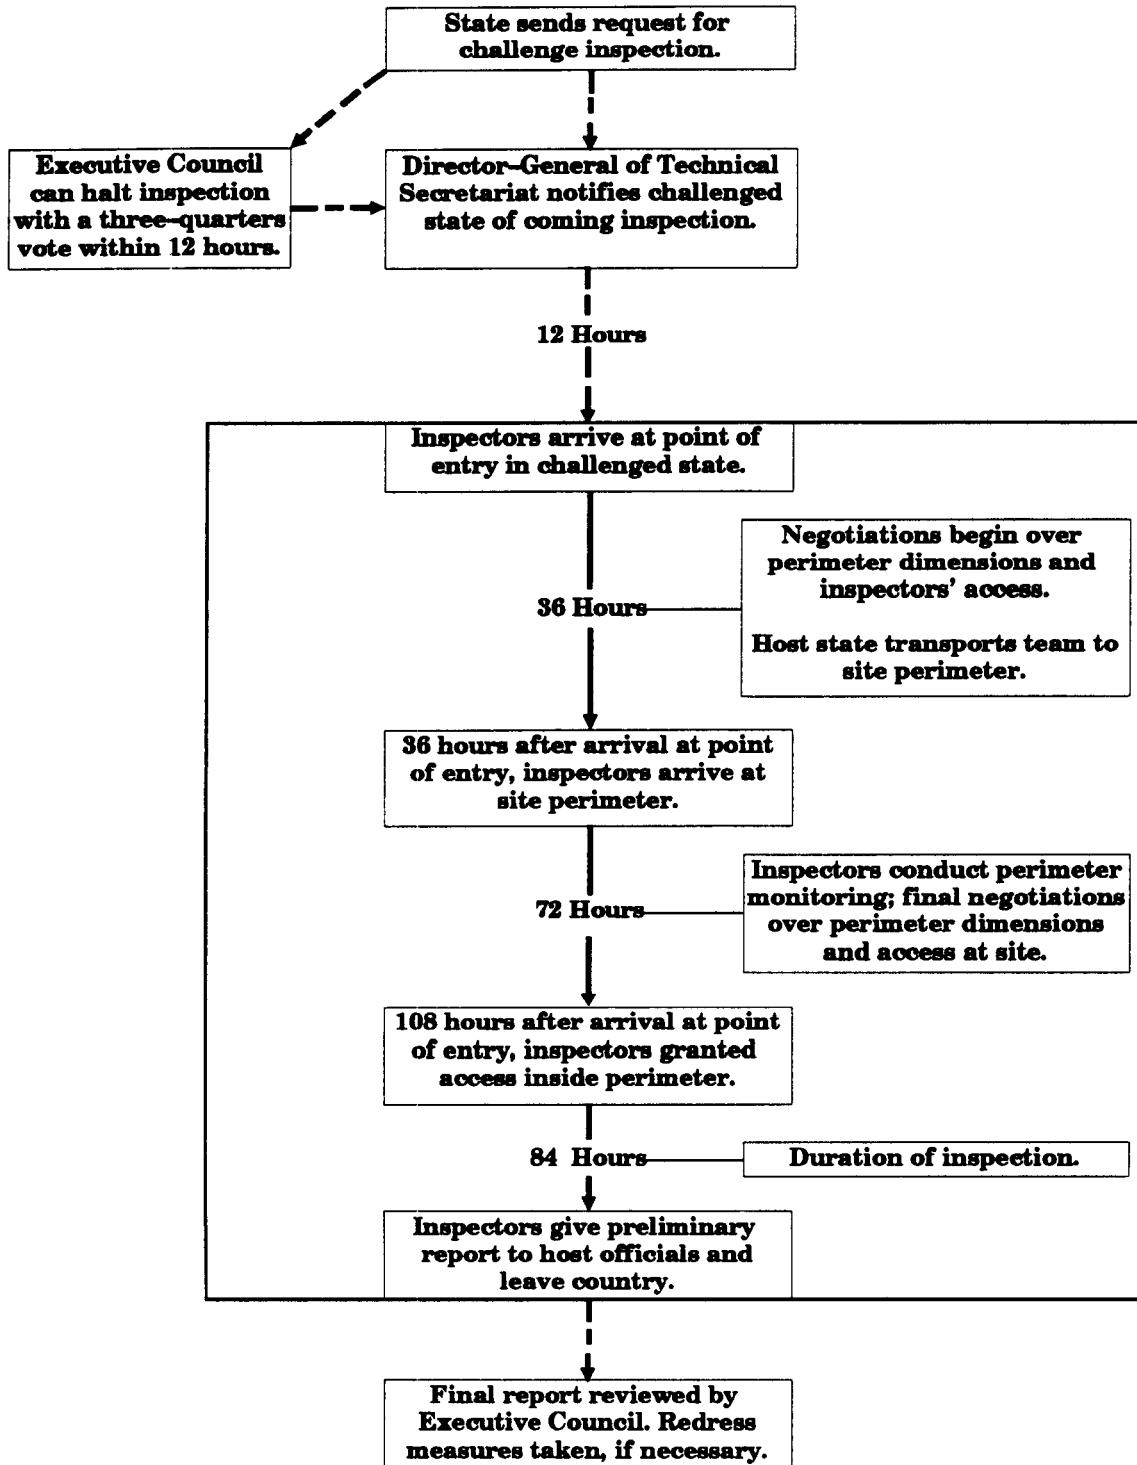 State sends request for
challenge inspection.
Executive Council
can halt inspection
with a three–quarters
vote within 12 hours.
Director–General of Technical
Secretariat notifies challenged
state of coming inspection.
12 Hours
Inspectors arrive at point of
entry in challenged state.
Negotiations begin over
perimeter dimensions and
inspectors’ access.
36 Hours
Host state transports team to
site perimeter.
36 hours after arrival at point
of entry, inspectors arrive at
site perimeter.
Inspectors conduct perimeter
monitoring; final negotiations
over perimeter dimensions
and access at site.
72 Hours
108 hours after arrival at point
of entry, inspectors granted
access inside perimeter.
84 Hours
Duration of inspection.
Inspectors give preliminary
report to host officials and
leave country.
Final report reviewed by
Executive Council. Redress
measures taken, if necessary.